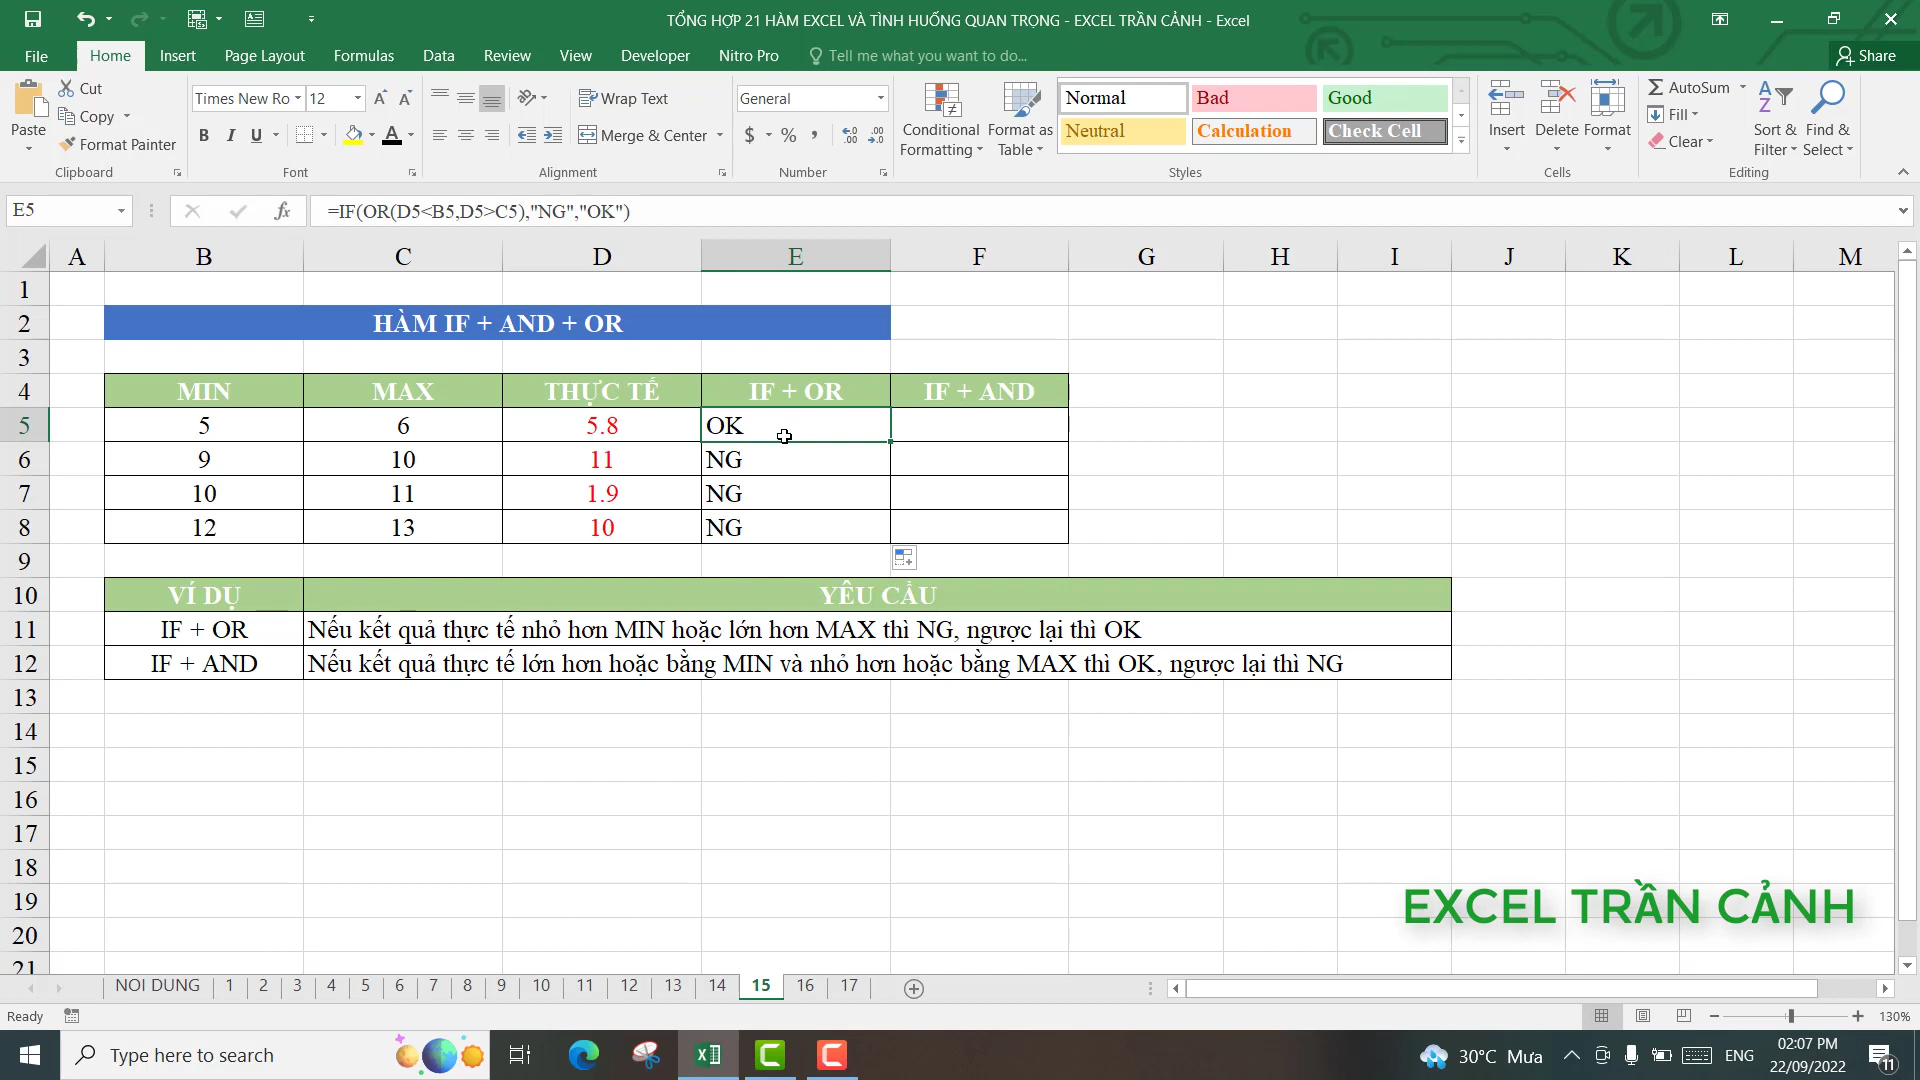 TỔNG HỢP 21 HÀM EXCEL VÀ TÌNH HUỐNG QUAN TRỌNG - EXCEL TRẦN CẢNH - Excel
File Home Insert Page Layout Formulas Data Review View Developer Nitro Pro Tell me what you want to do... Share
Paste
Cut
Copy
Format Painter
Clipboard
Times New Ro 12
B I U
Font
Wrap Text
Merge & Center
Alignment
General
$ % ,
Number
Conditional Formatting
Format as Table
Normal Bad Good
Neutral Calculation Check Cell
Styles
Insert Delete Format
Cells
AutoSum
Fill
Clear
Sort & Filter
Find & Select
Editing
E5 fx =IF(OR(D5<B5,D5>C5),"NG","OK")
A B C D E F G H I J K L M
1
2 HÀM IF + AND + OR
3
4 MIN MAX THỰC TẾ IF + OR IF + AND
5 5 6 5.8 OK
6 9 10 11 NG
7 10 11 1.9 NG
8 12 13 10 NG
9
10 VÍ DỤ YÊU CẦU
11 IF + OR Nếu kết quả thực tế nhỏ hơn MIN hoặc lớn hơn MAX thì NG, ngược lại thì OK
12 IF + AND Nếu kết quả thực tế lớn hơn hoặc bằng MIN và nhỏ hơn hoặc bằng MAX thì OK, ngược lại thì NG
13
14
15
16
17
18
19
EXCEL TRẦN CẢNH
20
21
NOI DUNG 1 2 3 4 5 6 7 8 9 10 11 12 13 14 15 16 17
Ready 130%
Type here to search 30°C Mưa ENG 02:07 PM
22/09/2022 11